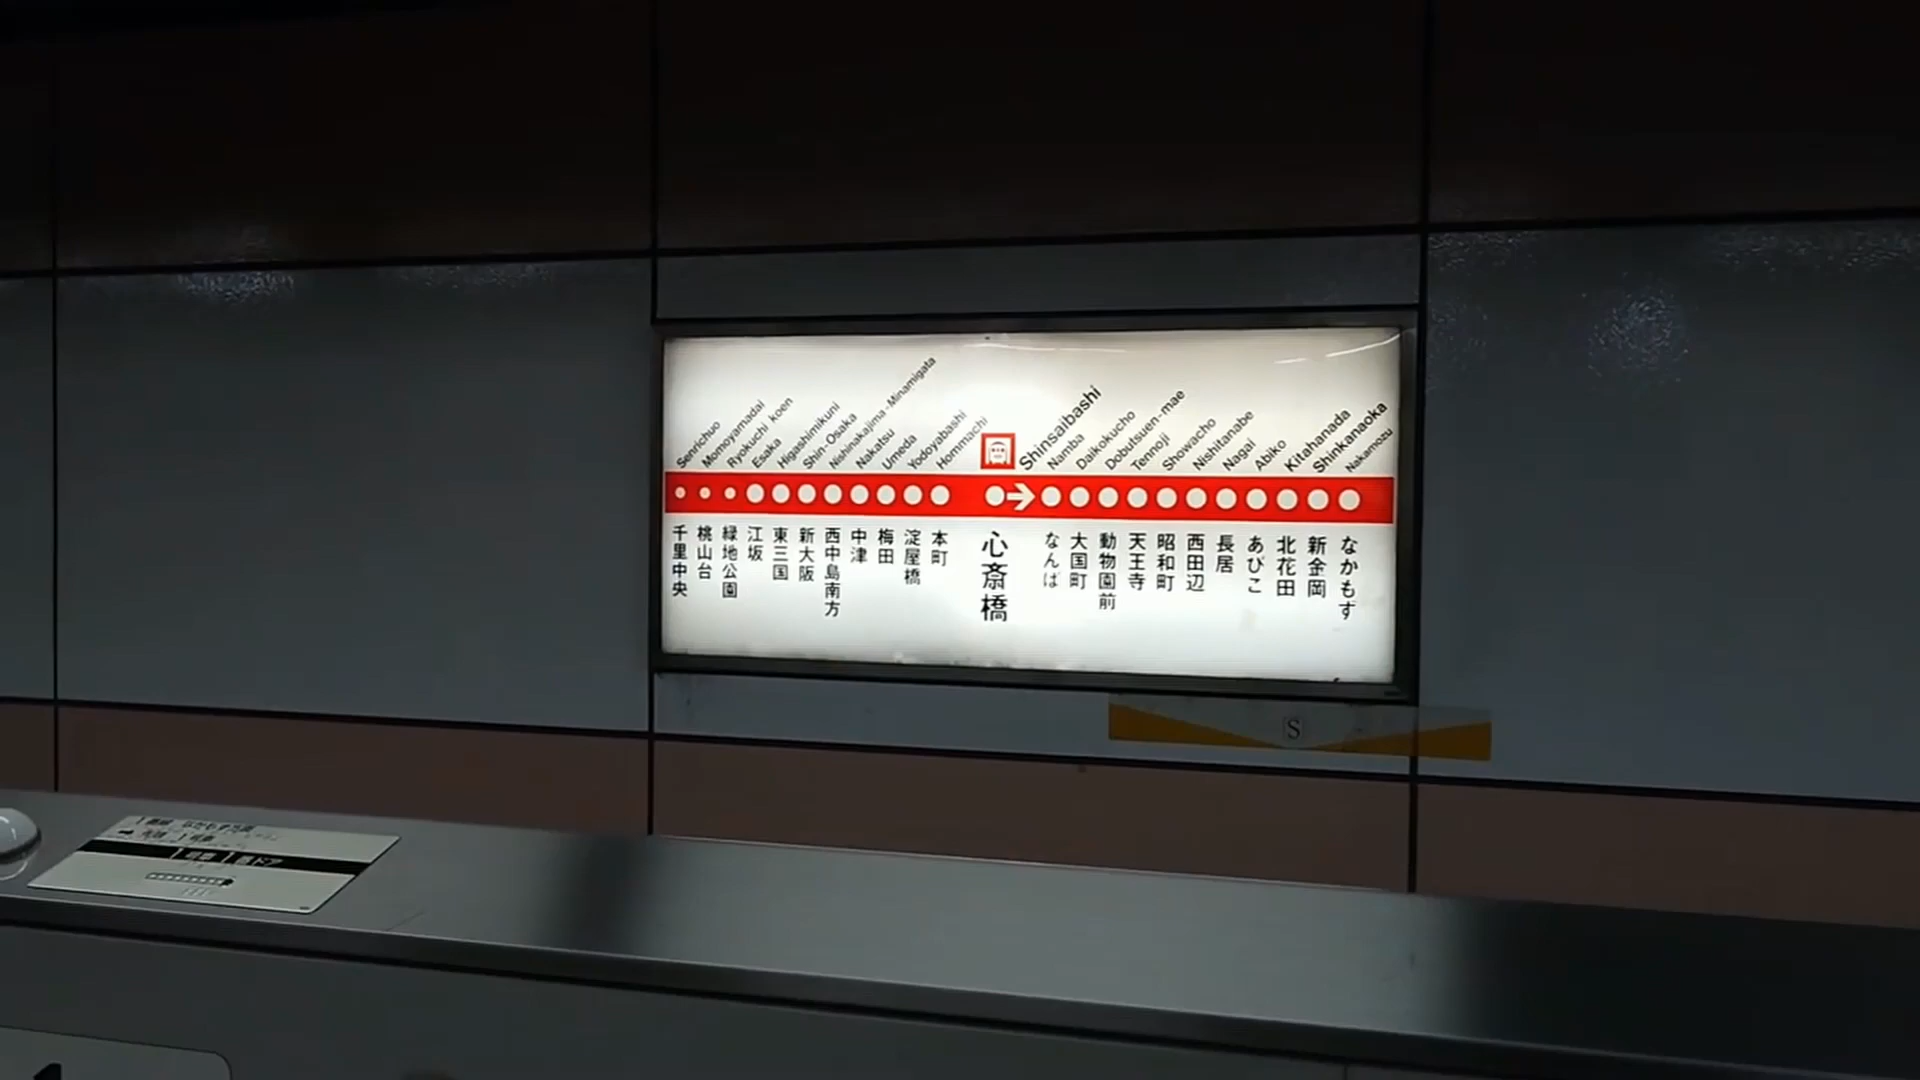 Senrichuo
Momoyamadai
Ryokuchi koen
Esaka
Higashimikuni
Shin-Osaka
Nishinakajima-Minamigata
Nakatsu
Umeda
Yodoyabashi
Hommachi
Shinsaibashi
Namba
Daikokucho
Dobutsuen-mae
Tennoji
Showacho
Nishitanabe
Nagai
Abiko
Kitahanada
Shinkanaoka
Nakamozu
千里中央
桃山台
緑地公園
江坂
東三国
新大阪
西中島南方
中津
梅田
淀屋橋
本町
心斎橋
なんば
大国町
動物園前
天王寺
昭和町
西田辺
長居
あびこ
北花田
新金岡
なかもず
S